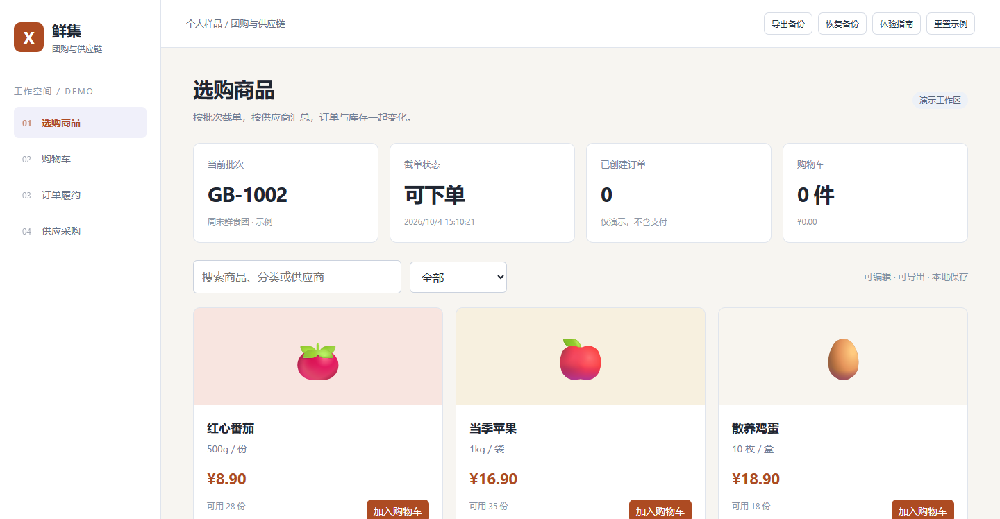 X
鲜集
团购与供应链
工作空间 / DEMO
01 选购商品
02 购物车
03 订单履约
04 供应采购
个人样品 / 团购与供应链
导出备份 恢复备份 体验指南 重置示例
选购商品
按批次截单，按供应商汇总，订单与库存一起变化。
演示工作区
当前批次
GB-1002
周末鲜食团 · 示例
截单状态
可下单
2026/10/4 15:10:21
已创建订单
0
仅演示，不含支付
购物车
0 件
¥0.00
搜索商品、分类或供应商
全部
可编辑 · 可导出 · 本地保存
红心番茄
500g / 份
¥8.90
可用 28 份
加入购物车
当季苹果
1kg / 袋
¥16.90
可用 35 份
加入购物车
散养鸡蛋
10 枚 / 盒
¥18.90
可用 18 份
加入购物车